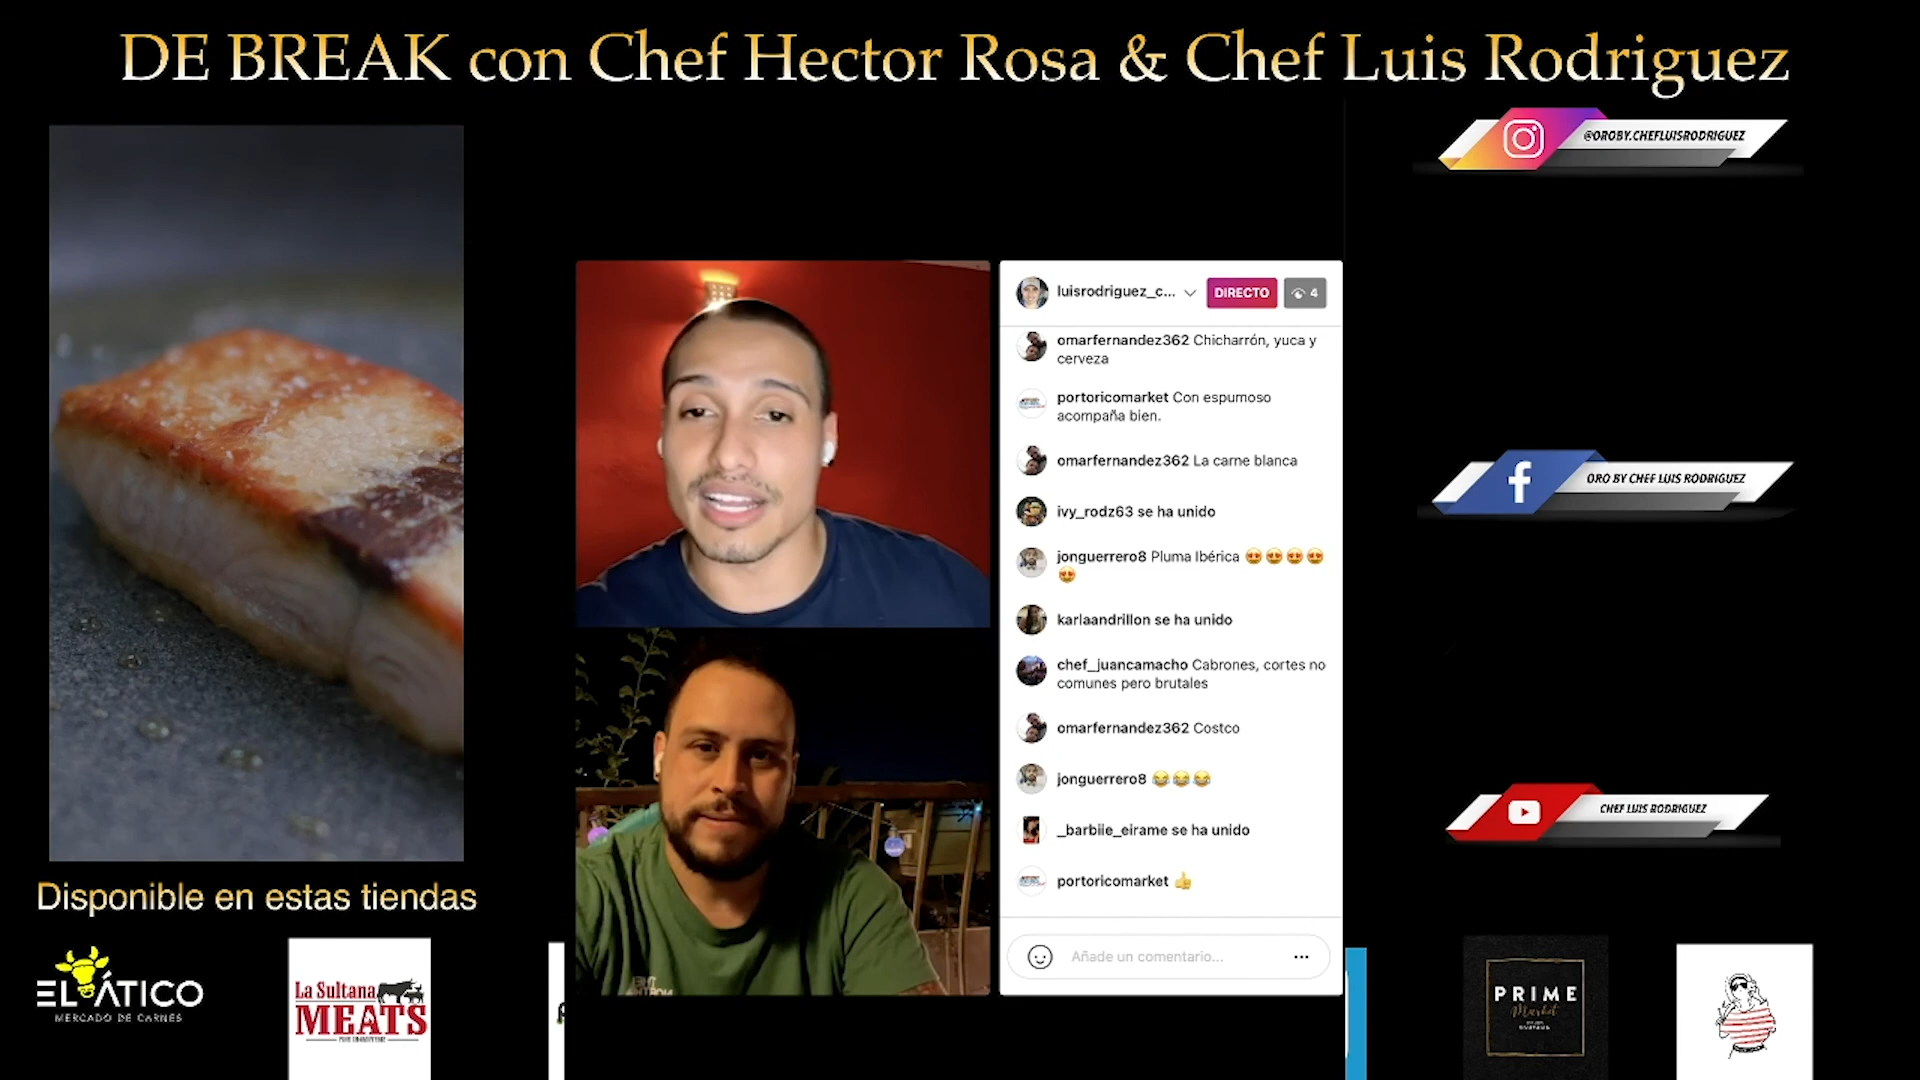 DE BREAK con Chef Hector Rosa & Chef Luis Rodriguez
@OROBY.CHEFLUISRODRIGUEZ
luisrodriguez_c...
DIRECTO
4
omarfernandez362 Chicharrón, yuca y
cerveza
portoricomarket Con espumoso
acompaña bien.
omarfernandez362 La carne blanca
ivy_rodz63 se ha unido
jonguerrero8 Pluma Ibérica 😍😍😍😍
😍
karlaandrillon se ha unido
chef_juancamacho Cabrones, cortes no
comunes pero brutales
omarfernandez362 Costco
jonguerrero8 😂😂😂
_barbiie_eirame se ha unido
portoricomarket 👍
Añade un comentario...
ORO BY CHEF LUIS RODRIGUEZ
CHEF LUIS RODRIGUEZ
Disponible en estas tiendas
EL ÁTICO
MERCADO DE CARNES
La Sultana
MEATS
PRIME
Market